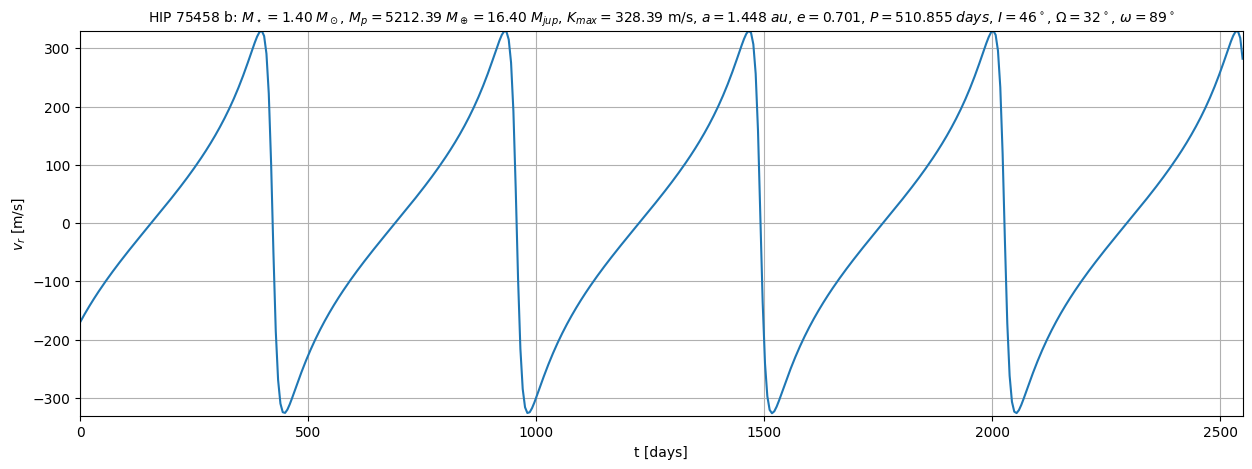 HIP 75458 b: M⋆ = 1.40 M⊙, Mp = 5212.39 M⊕ = 16.40 Mjup, Kmax = 328.39 m/s, a = 1.448 au, e = 0.701, P = 510.855 days, I = 46°, Ω = 32°, ω = 89°
300
200
100
0
−100
−200
−300
vr [m/s]
0 500 1000 1500 2000 2500
t [days]